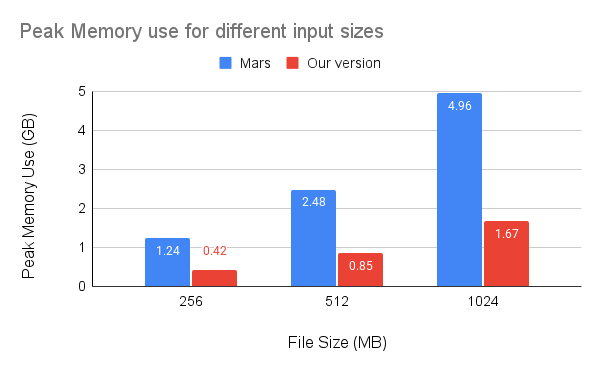 Peak Memory use for different input sizes
Mars Our version
Peak Memory Use (GB)
5
4
3
2
1
0
1.24 0.42
2.48 0.85
4.96 1.67
256 512 1024
File Size (MB)